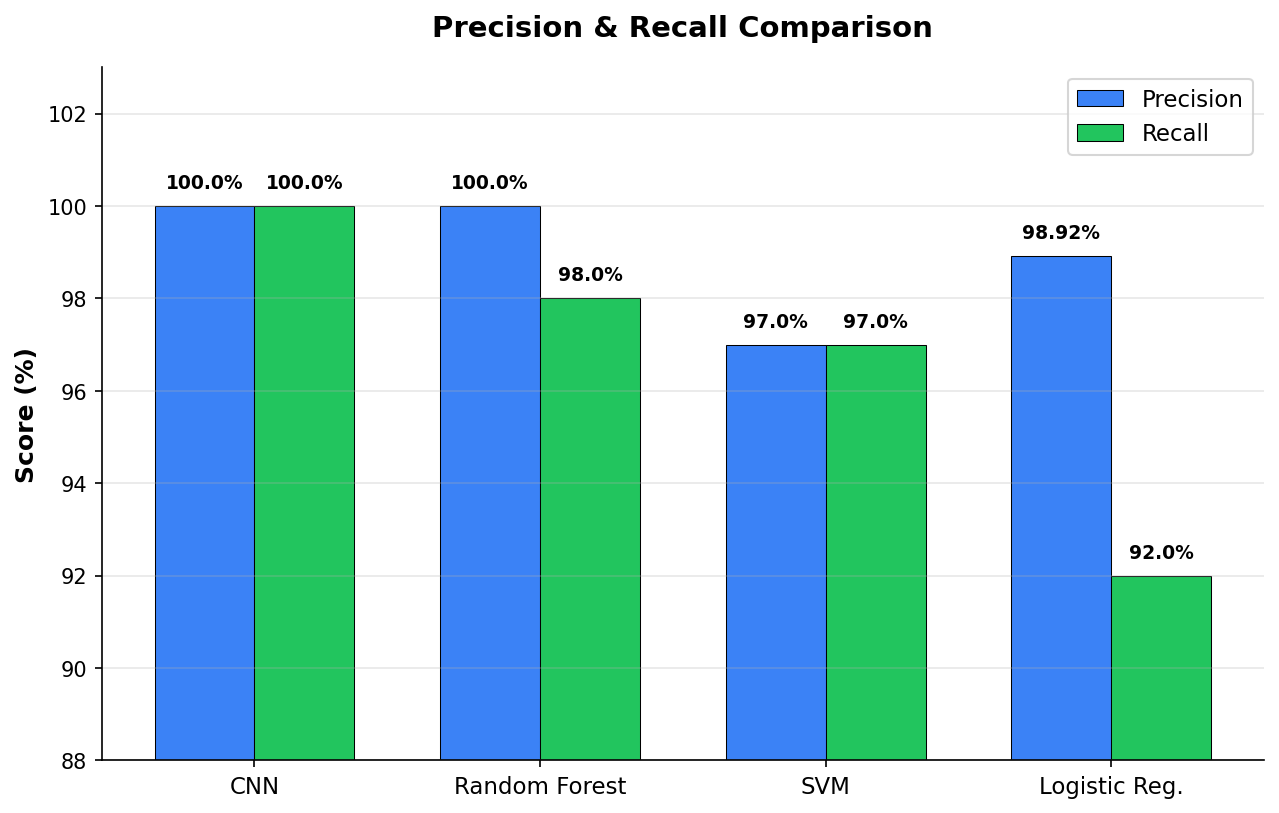 Precision & Recall Comparison
Precision
Recall
Score (%)
102
100
98
96
94
92
90
88
100.0% 100.0%
100.0%
98.0%
97.0% 97.0%
98.92%
92.0%
CNN Random Forest SVM Logistic Reg.